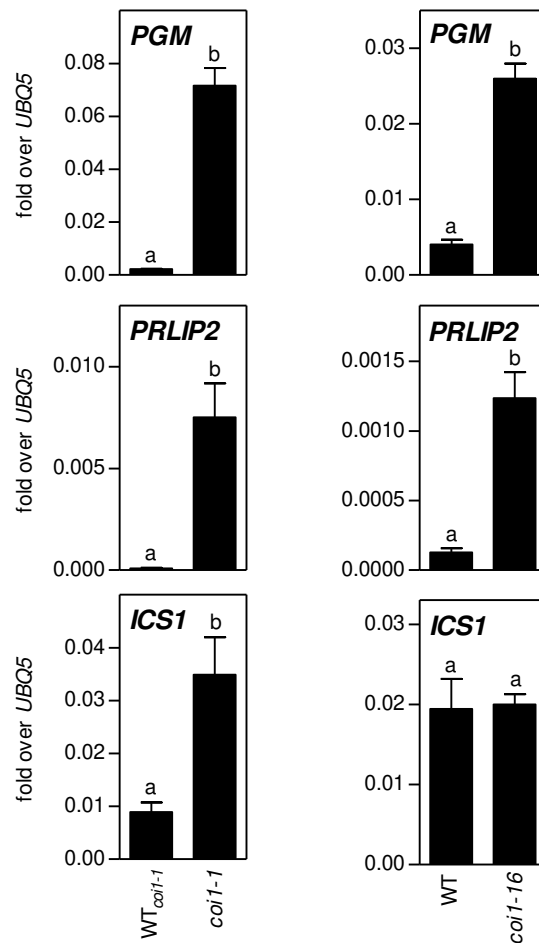 PGM
fold over UBQ5
0.08
0.06
0.04
0.02
0.00
a
b
PGM
0.03
0.02
0.01
0.00
a
b
PRLIP2
fold over UBQ5
0.010
0.005
0.000
a
b
PRLIP2
0.0015
0.0010
0.0005
0.0000
a
b
ICS1
fold over UBQ5
0.04
0.03
0.02
0.01
0.00
a
b
WTcoi1-1
coi1-1
ICS1
0.03
0.02
0.01
0.00
a
a
WT
coi1-16